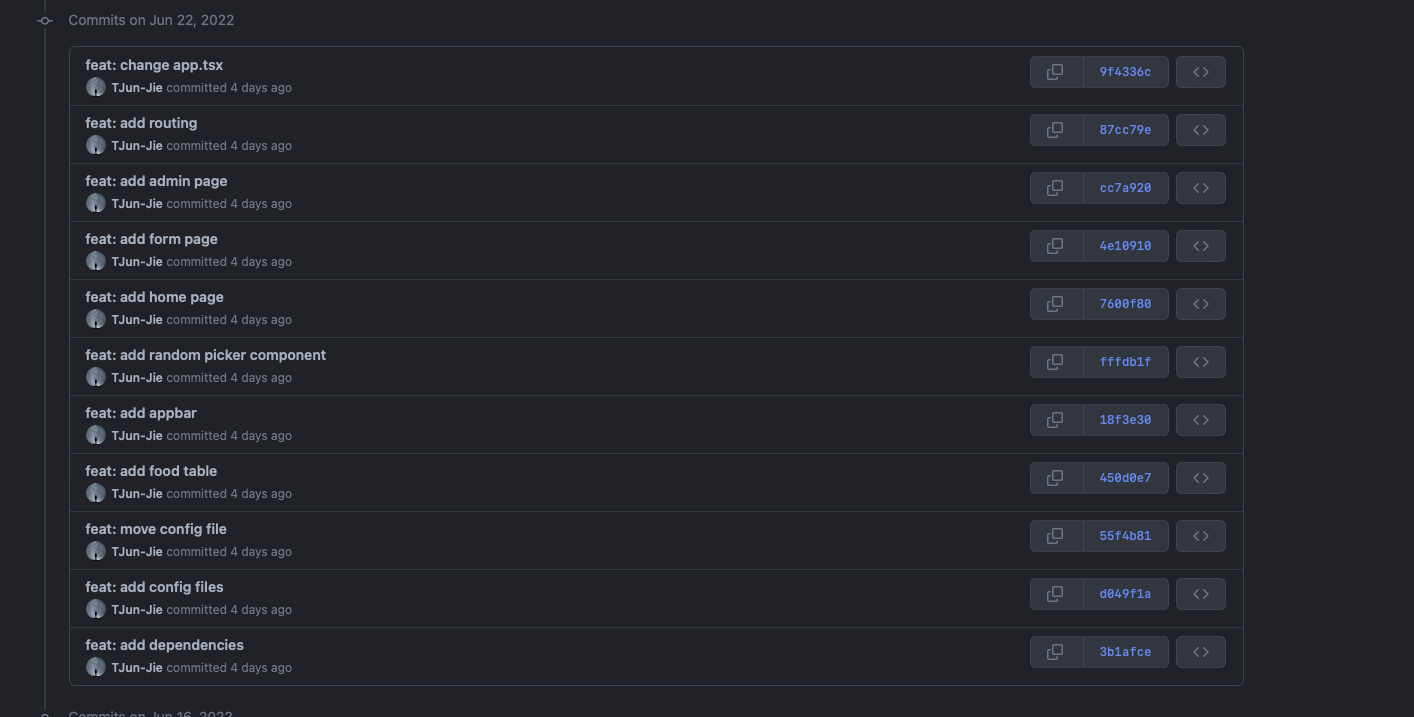 Commits on Jun 22, 2022
feat: change app.tsx
TJun-Jie committed 4 days ago
9f4336c
feat: add routing
TJun-Jie committed 4 days ago
87cc79e
feat: add admin page
TJun-Jie committed 4 days ago
cc7a920
feat: add form page
TJun-Jie committed 4 days ago
4e10910
feat: add home page
TJun-Jie committed 4 days ago
7600f80
feat: add random picker component
TJun-Jie committed 4 days ago
fffdb1f
feat: add appbar
TJun-Jie committed 4 days ago
18f3e30
feat: add food table
TJun-Jie committed 4 days ago
450d0e7
feat: move config file
TJun-Jie committed 4 days ago
55f4b81
feat: add config files
TJun-Jie committed 4 days ago
d049f1a
feat: add dependencies
TJun-Jie committed 4 days ago
3b1afce
Commits on Jun 16, 2022